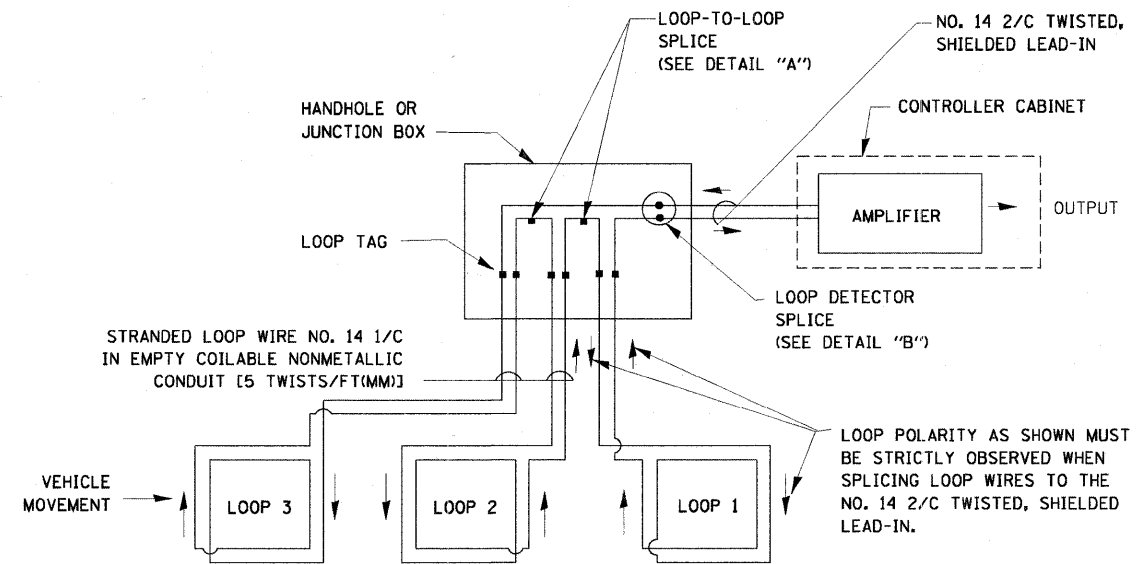 LOOP-TO-LOOP
SPLICE
(SEE DETAIL "A")
NO. 14 2/C TWISTED,
SHIELDED LEAD-IN
HANDHOLE OR
JUNCTION BOX
CONTROLLER CABINET
AMPLIFIER
OUTPUT
LOOP TAG
LOOP DETECTOR
SPLICE
(SEE DETAIL "B")
STRANDED LOOP WIRE NO. 14 1/C
IN EMPTY COILABLE NONMETALLIC
CONDUIT [5 TWISTS/FT(MM)]
LOOP POLARITY AS SHOWN MUST
BE STRICTLY OBSERVED WHEN
SPLICING LOOP WIRES TO THE
NO. 14 2/C TWISTED, SHIELDED
LEAD-IN.
VEHICLE
MOVEMENT
LOOP 3
LOOP 2
LOOP 1